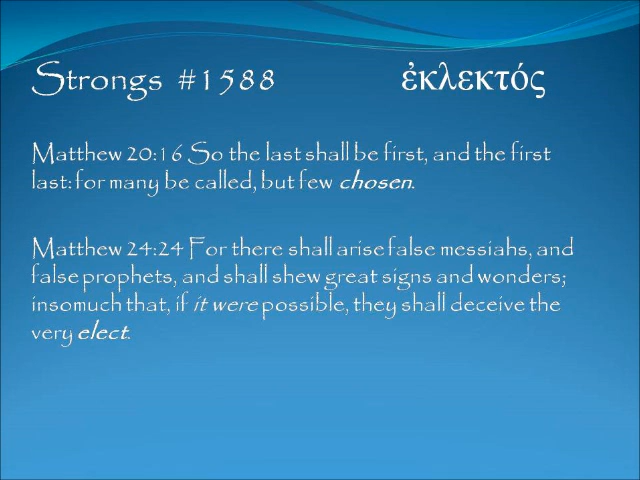 Strongs #1588 ἐκλεκτός
Matthew 20:16 So the last shall be first, and the first
last: for many be called, but few chosen.
Matthew 24:24 For there shall arise false messiahs, and
false prophets, and shall shew great signs and wonders;
insomuch that, if it were possible, they shall deceive the
very elect.